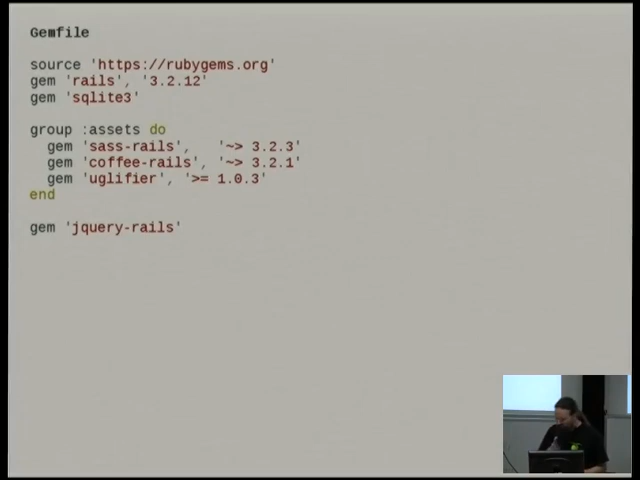 Gemfile
source 'https://rubygems.org'
gem 'rails', '3.2.12'
gem 'sqlite3'
group :assets do
gem 'sass-rails', '~> 3.2.3'
gem 'coffee-rails', '~> 3.2.1'
gem 'uglifier', '>= 1.0.3'
end
gem 'jquery-rails'